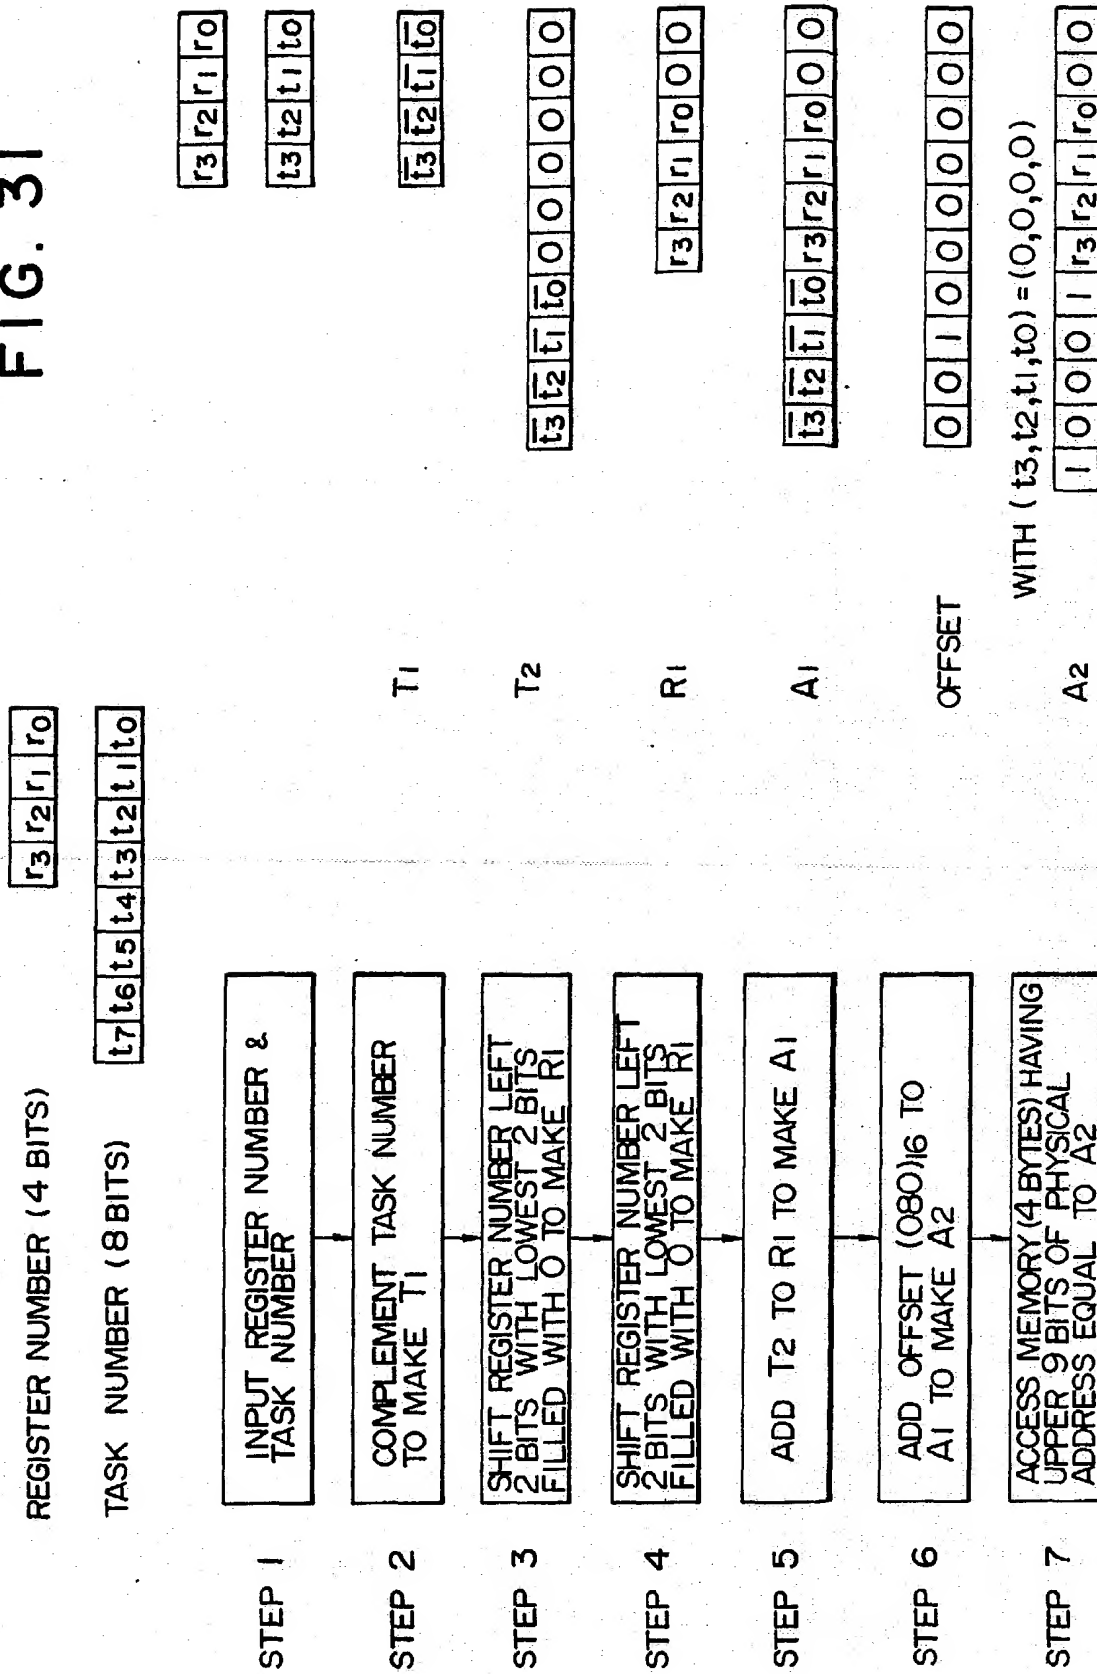 FIG. 31
REGISTER NUMBER (4 BITS)
r3 r2 r1 r0
TASK NUMBER (8BITS)
t7 t6 t5 t4 t3 t2 t1 t0
STEP 1
INPUT REGISTER NUMBER &
TASK NUMBER
r3 r2 r1 r0
t3 t2 t1 t0
STEP 2
COMPLEMENT TASK NUMBER
TO MAKE T1
T1
t̅3 t̅2 t̅1 t̅0
STEP 3
SHIFT REGISTER NUMBER LEFT
2 BITS WITH LOWEST 2 BITS
FILLED WITH 0 TO MAKE R1
T2
t̅3 t̅2 t̅1 t̅0 0 0 0 0 0 0
STEP 4
SHIFT REGISTER NUMBER LEFT
2 BITS WITH LOWEST 2 BITS
FILLED WITH 0 TO MAKE R1
R1
r3 r2 r1 r0 0 0
STEP 5
ADD T2 TO R1 TO MAKE A1
A1
t̅3 t̅2 t̅1 t̅0 r3 r2 r1 r0 0 0
STEP 6
ADD OFFSET (080)16 TO
A1 TO MAKE A2
OFFSET
0 0 1 0 0 0 0 0 0 0
STEP 7
ACCESS MEMORY (4 BYTES) HAVING
UPPER 9 BITS OF PHYSICAL
ADDRESS EQUAL TO A2
WITH (t3,t2,t1,t0)=(0,0,0,0)
A2
1 0 0 0 1 r3 r2 r1 r0 0 0